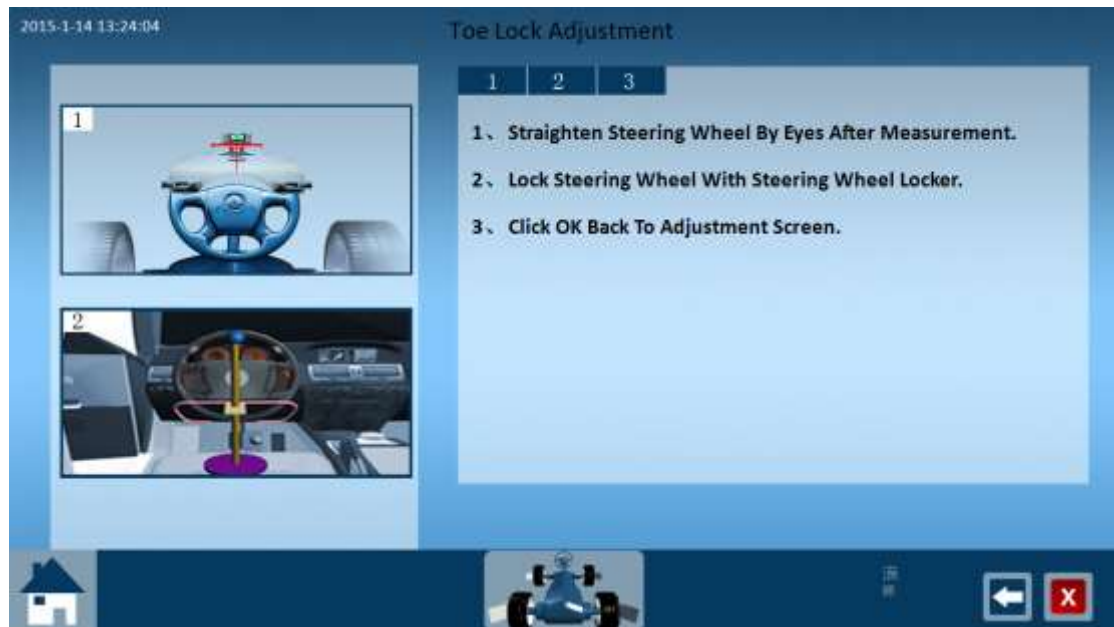 2015-1-14 13:24:04
Toe Lock Adjustment
1 2 3
1、 Straighten Steering Wheel By Eyes After Measurement.
2、 Lock Steering Wheel With Steering Wheel Locker.
3、 Click OK Back To Adjustment Screen.
1
2
X